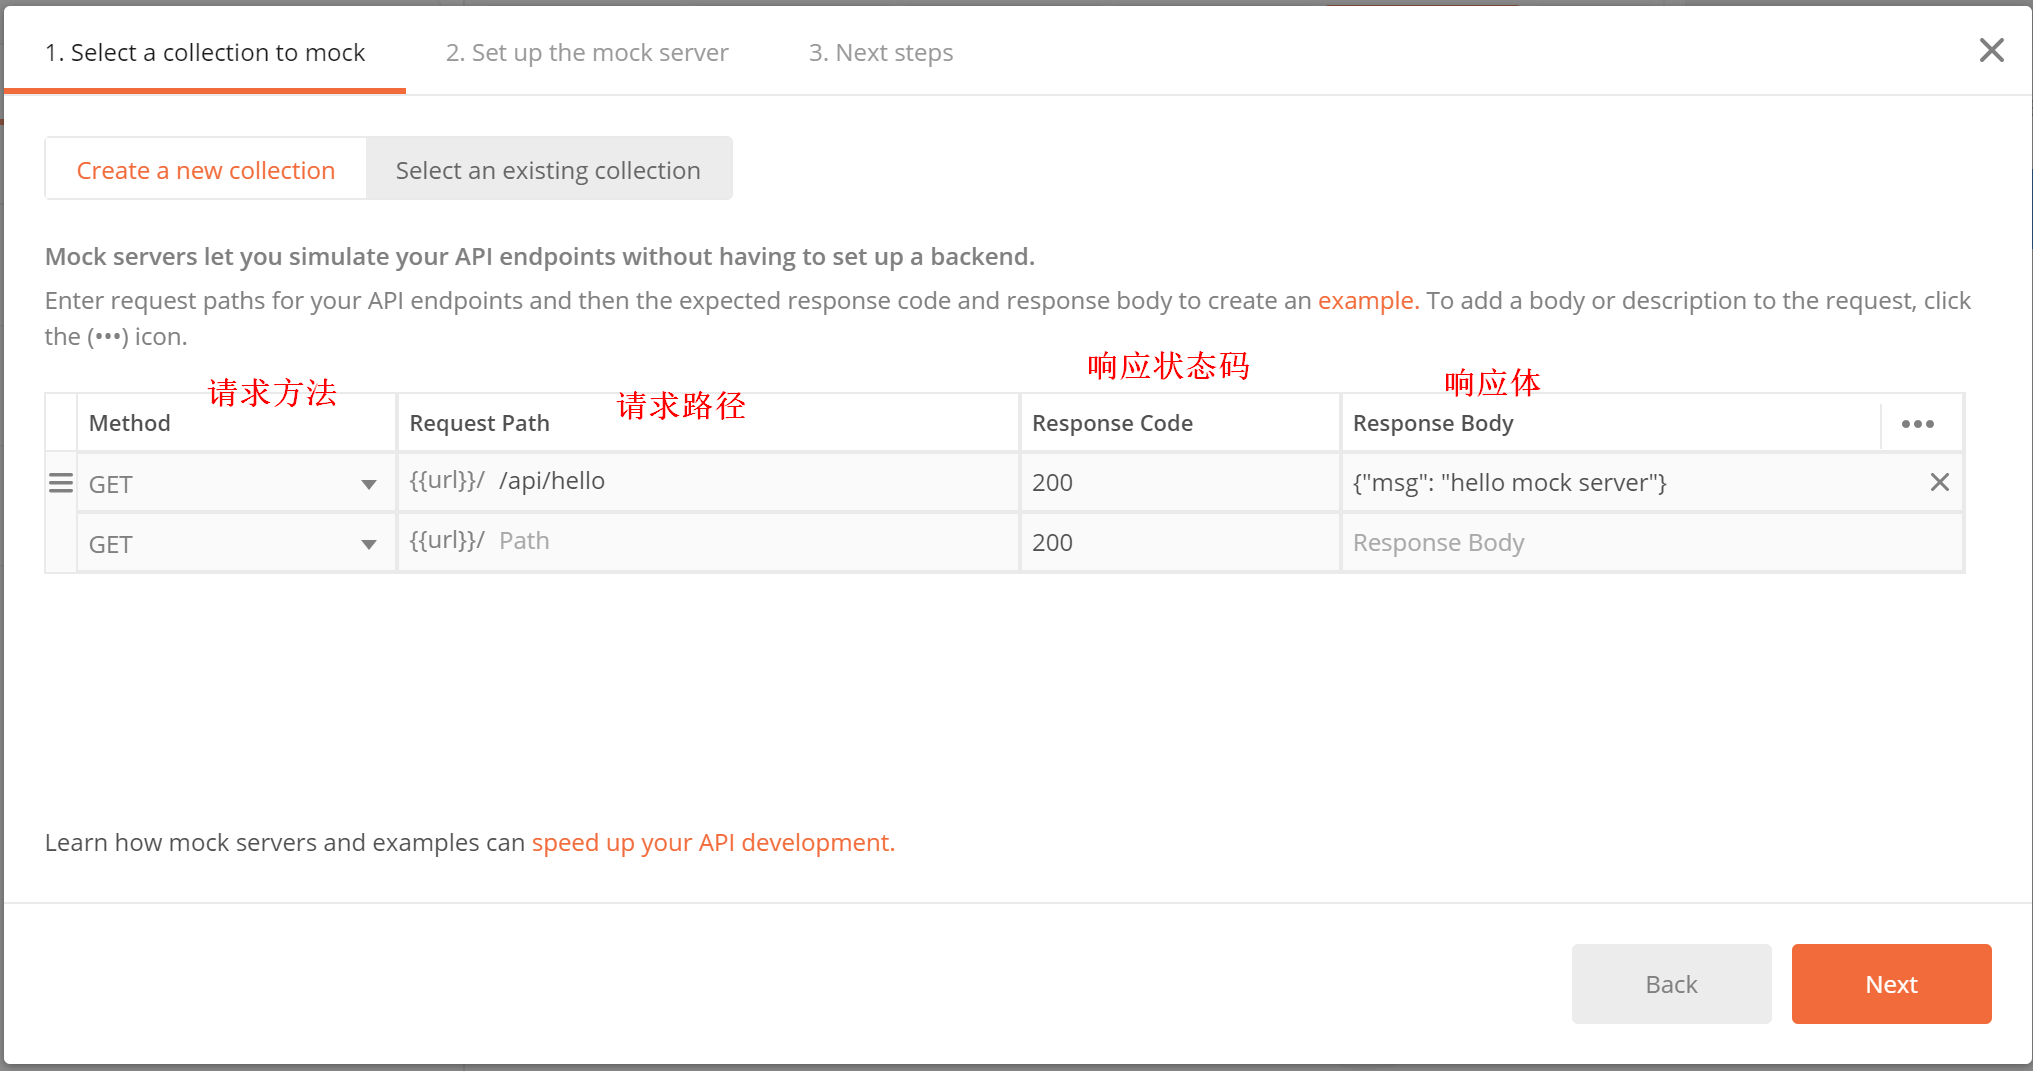 1. Select a collection to mock
2. Set up the mock server
3. Next steps
Create a new collection
Select an existing collection
Mock servers let you simulate your API endpoints without having to set up a backend.
Enter request paths for your API endpoints and then the expected response code and response body to create an example. To add a body or description to the request, click
the (•••) icon.
请求方法
请求路径
响应状态码
响应体
Method
Request Path
Response Code
Response Body
GET
{{url}}/ /api/hello
200
{"msg": "hello mock server"}
GET
{{url}}/ Path
200
Response Body
Learn how mock servers and examples can speed up your API development.
Back
Next